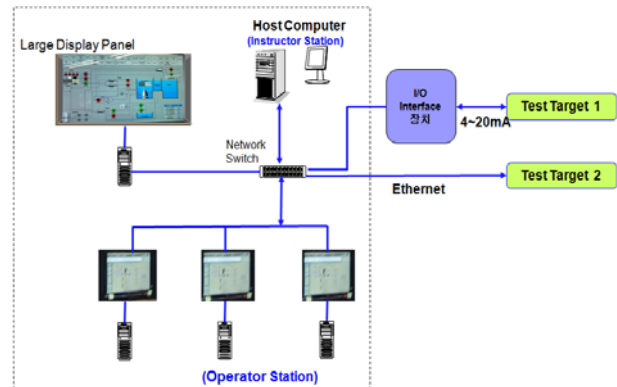 Host Computer
(Instructor Station)
Large Display Panel
I/O
Interface
장치
Test Target 1
4~20mA
Network
Switch
Test Target 2
Ethernet
(Operator Station)